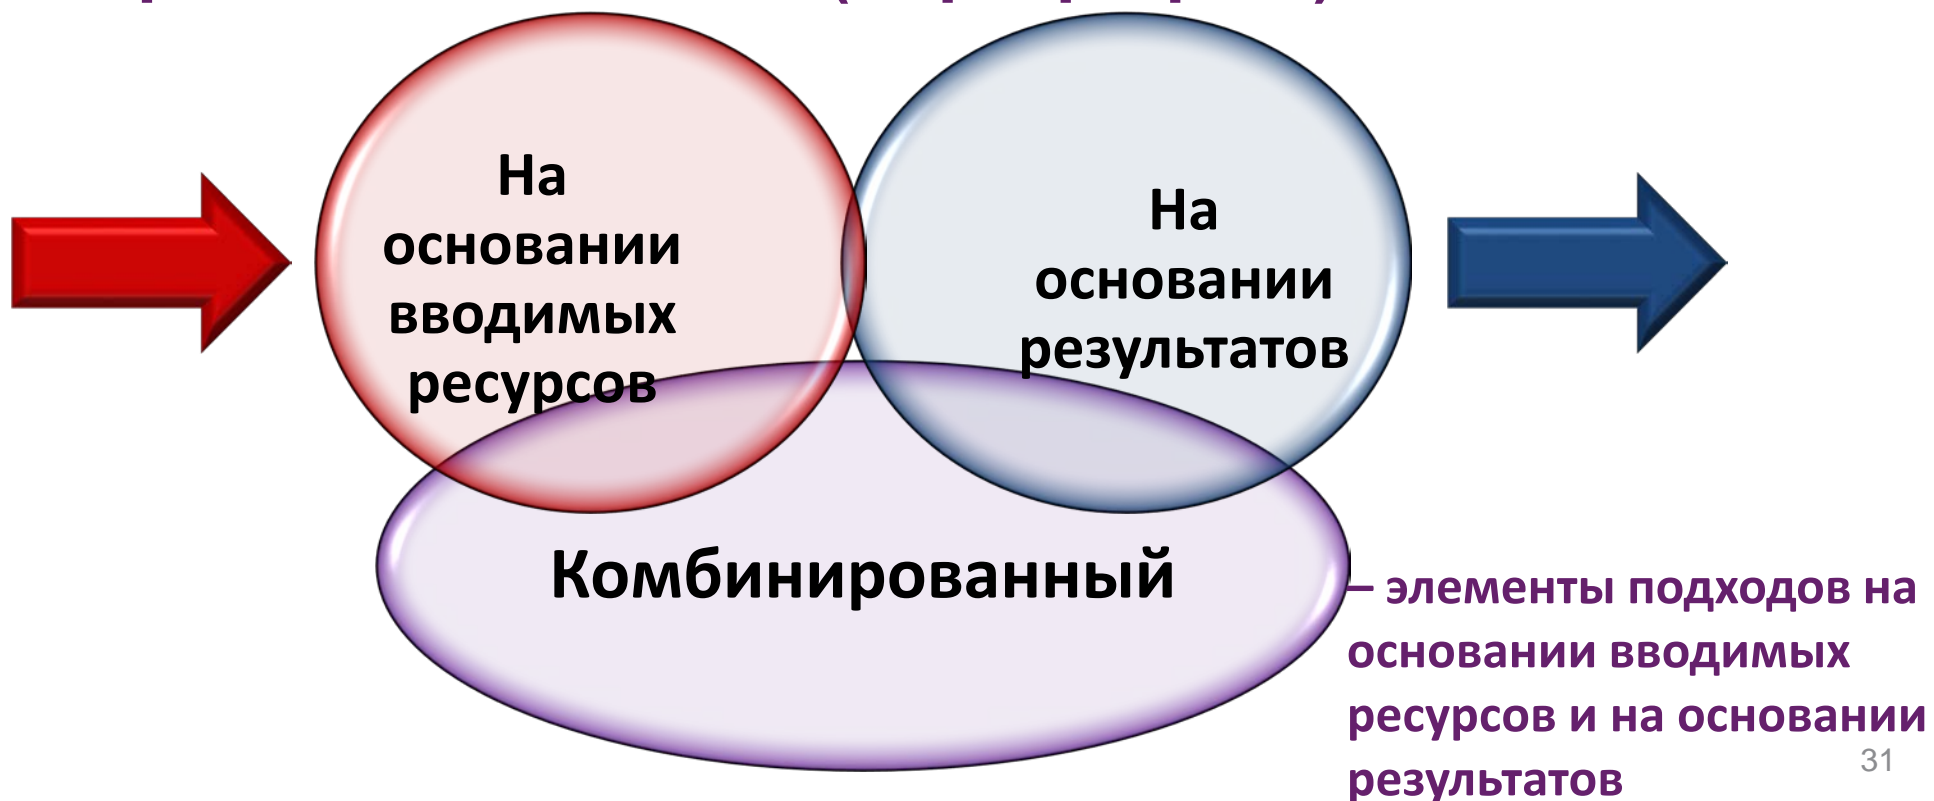 На
основании
вводимых
ресурсов
На
основании
результатов
Комбинированный
– элементы подходов на
основании вводимых
ресурсов и на основании
результатов
31